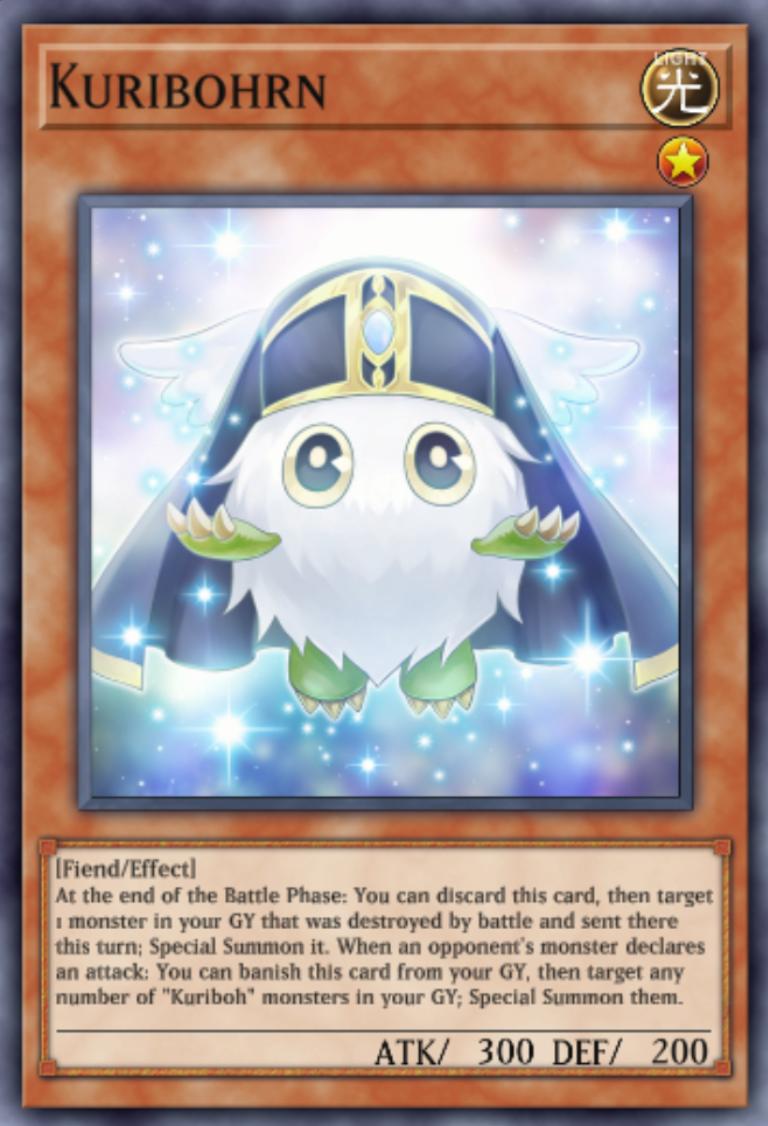 KURIBOHRN
LIGHT
光
[Fiend/Effect]
At the end of the Battle Phase: You can discard this card, then target
1 monster in your GY that was destroyed by battle and sent there
this turn; Special Summon it. When an opponent's monster declares
an attack: You can banish this card from your GY, then target any
number of "Kuriboh" monsters in your GY; Special Summon them.
ATK/ 300 DEF/ 200